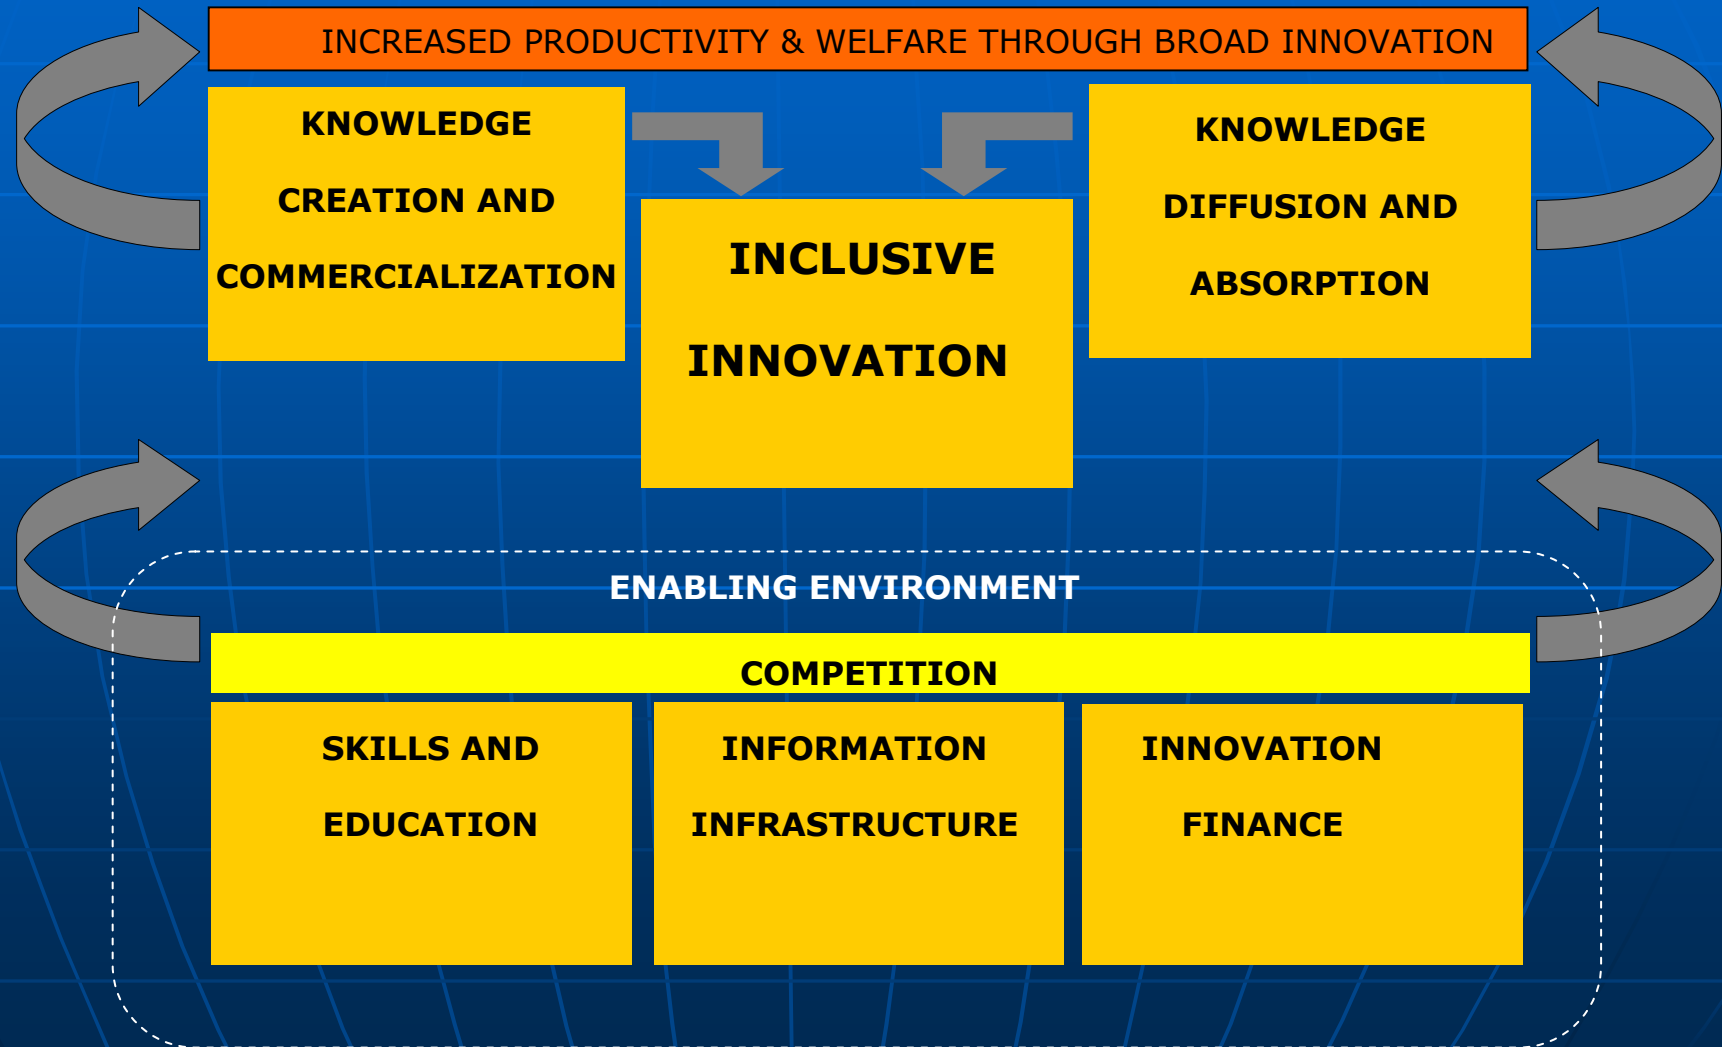 INCREASED PRODUCTIVITY & WELFARE THROUGH BROAD INNOVATION
KNOWLEDGE
CREATION AND
COMMERCIALIZATION
INCLUSIVE
INNOVATION
KNOWLEDGE
DIFFUSION AND
ABSORPTION
ENABLING ENVIRONMENT
COMPETITION
SKILLS AND
EDUCATION
INFORMATION
INFRASTRUCTURE
INNOVATION
FINANCE